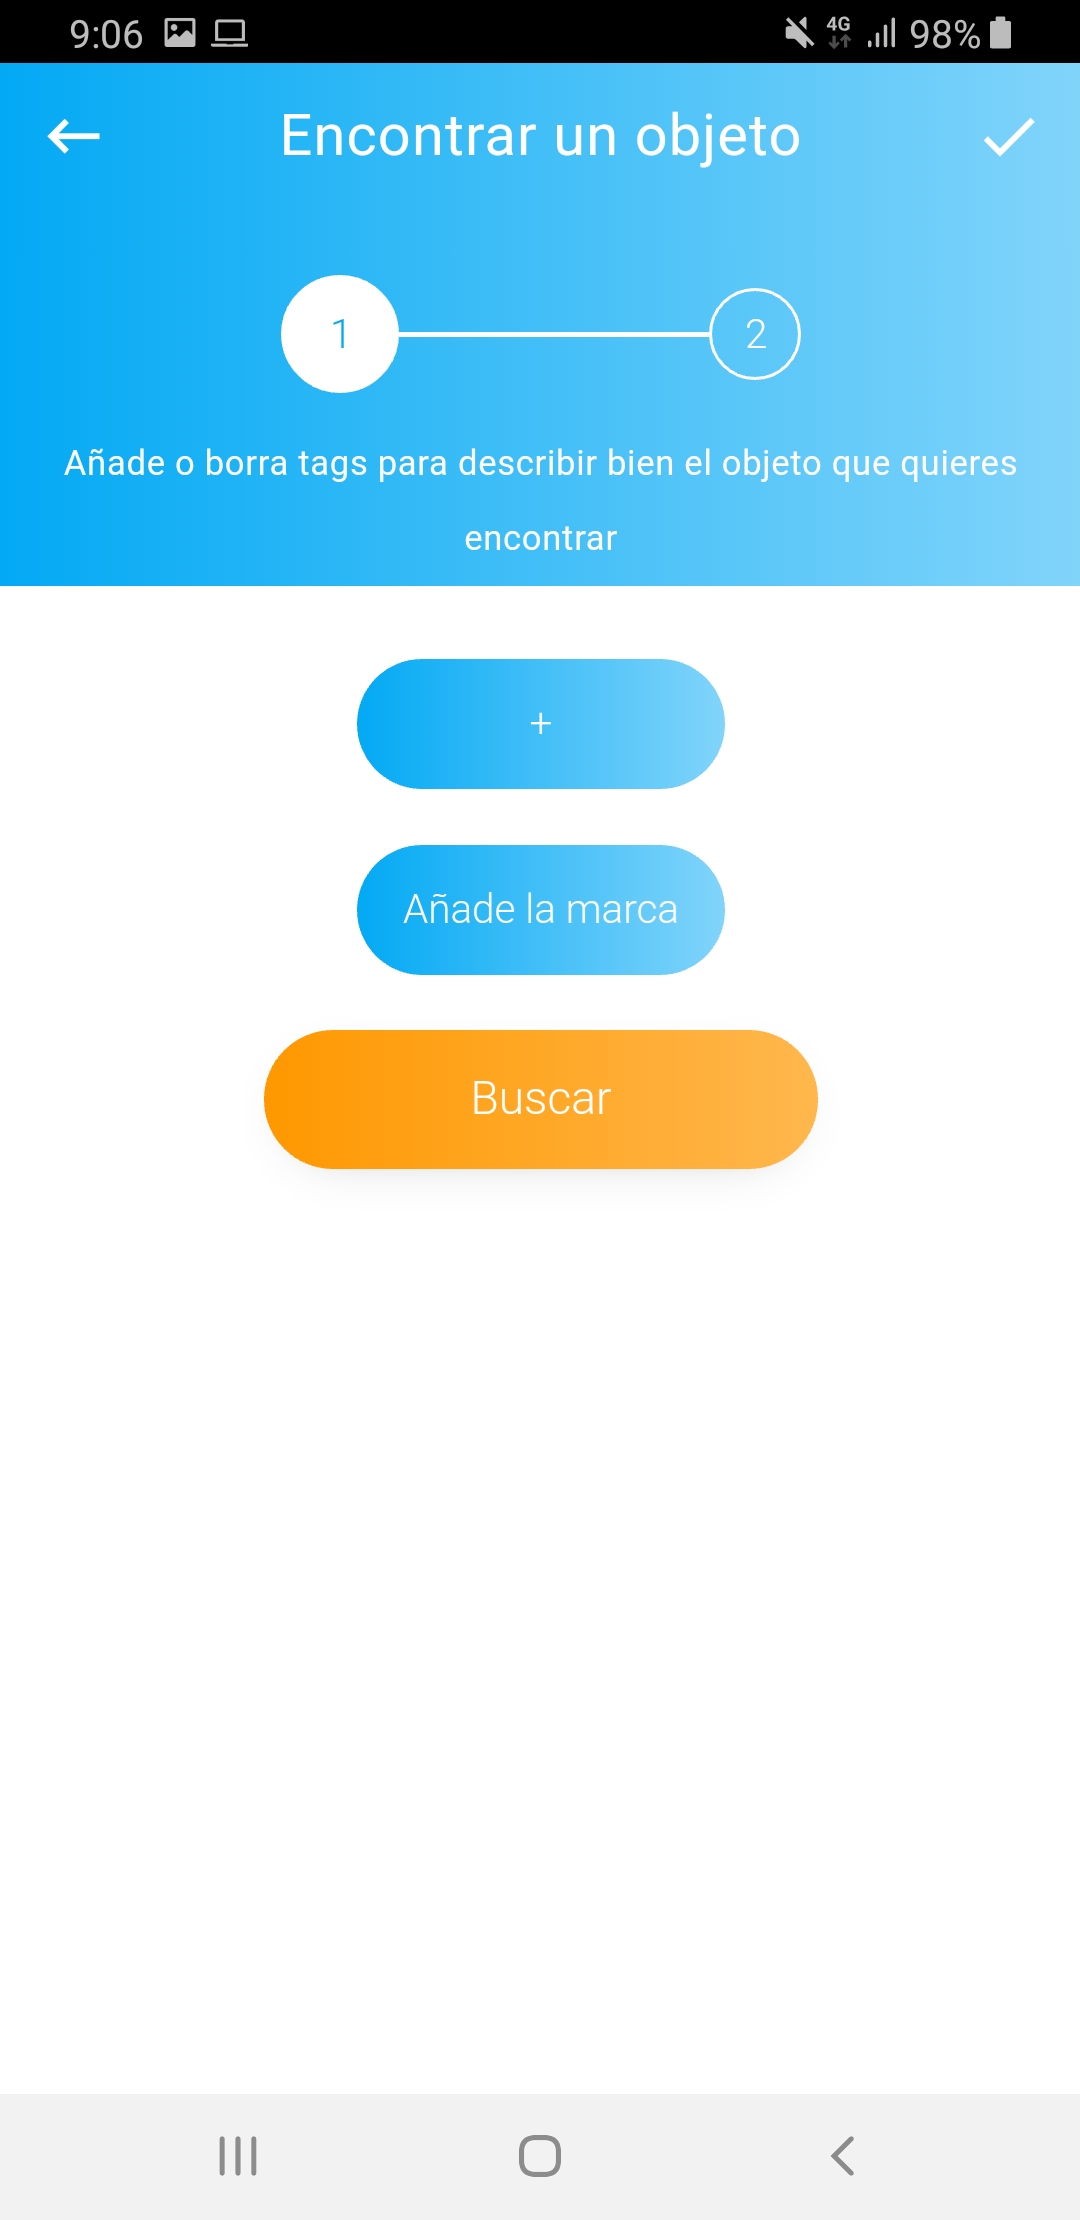 9:06 4G 98%
Encontrar un objeto
1 2
Añade o borra tags para describir bien el objeto que quieres
encontrar
+
Añade la marca
Buscar